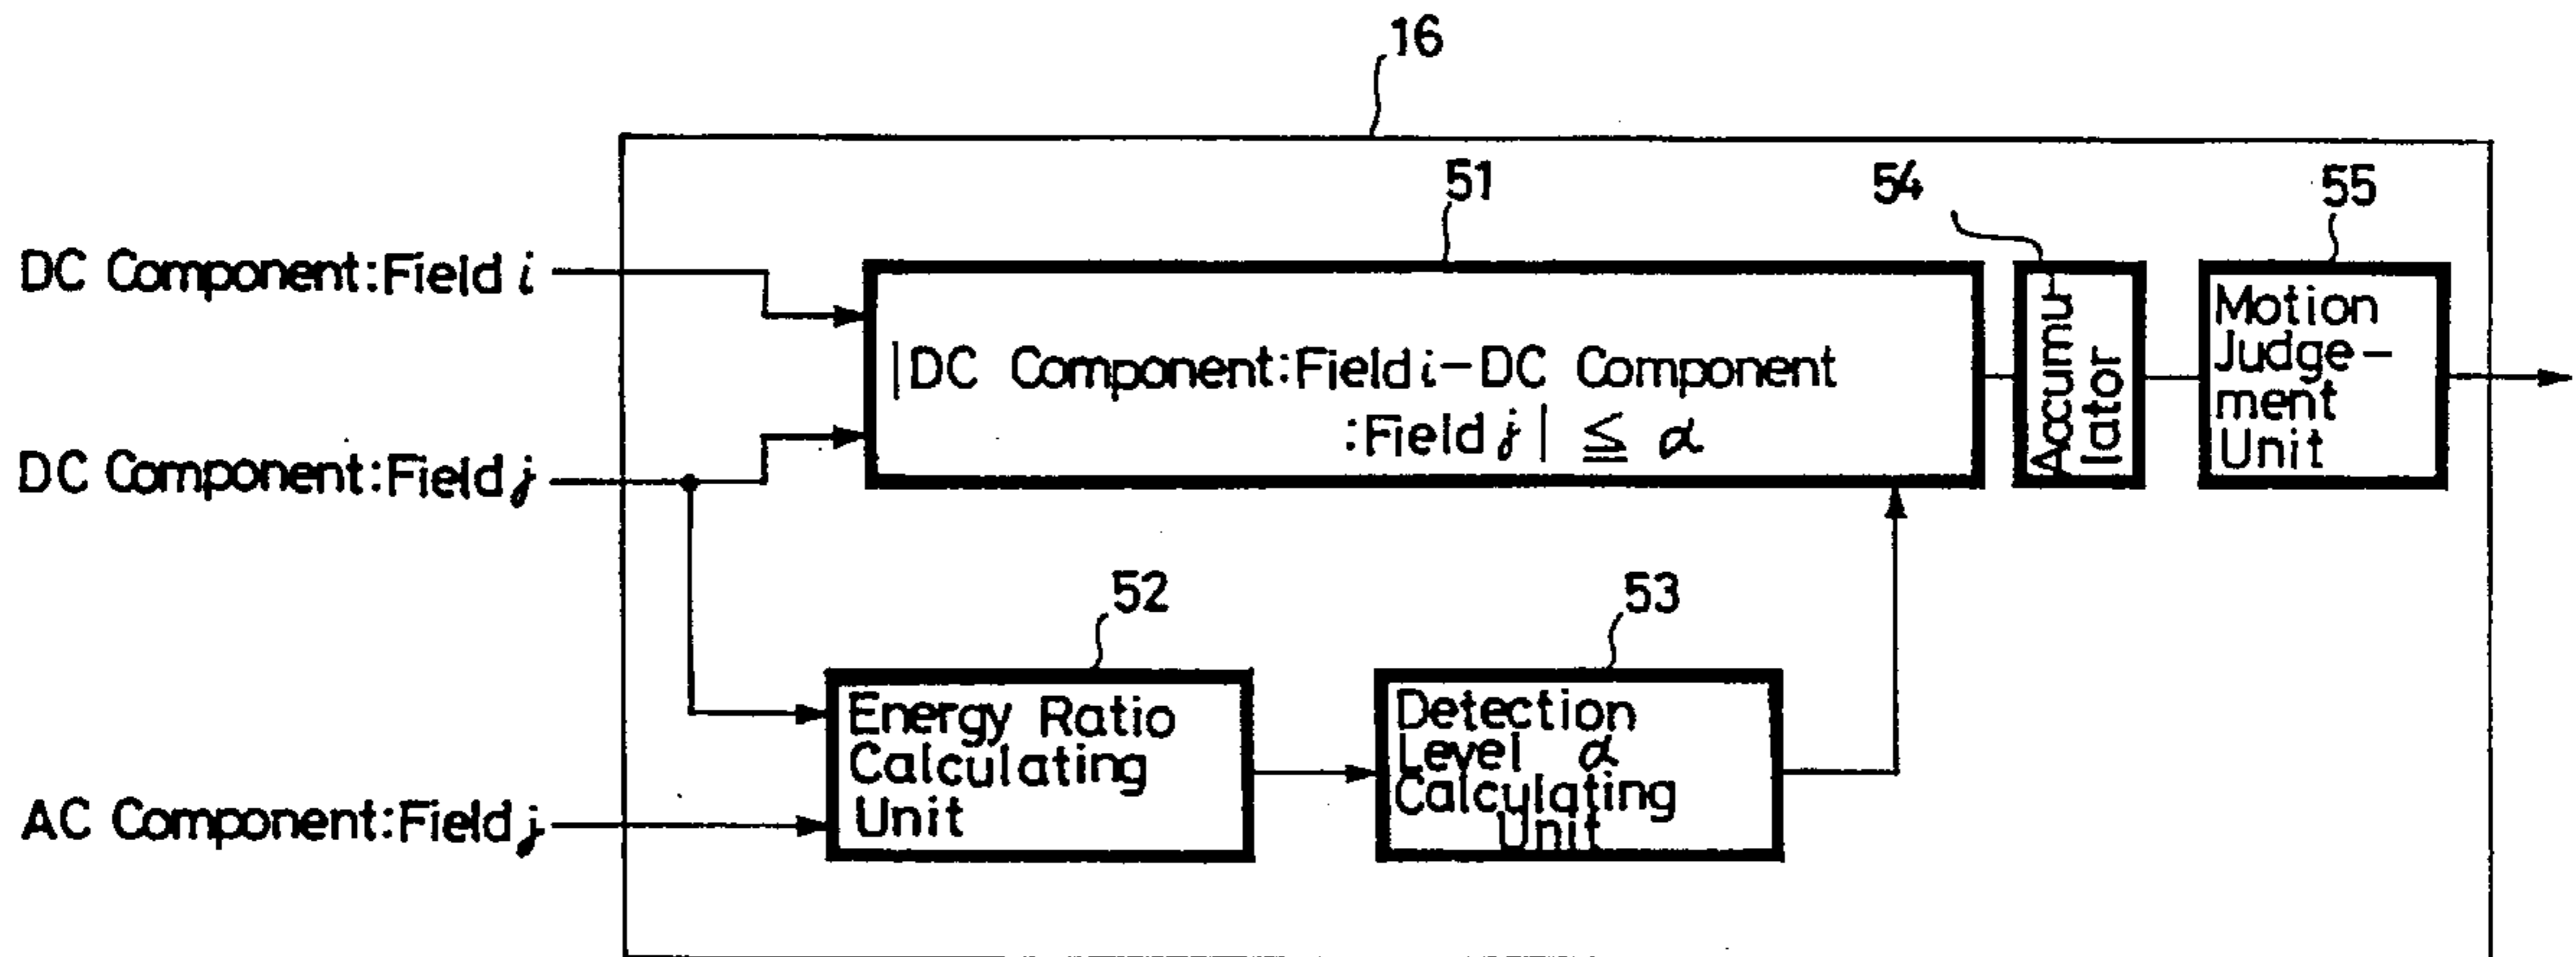 16
51
54
55
DC Component:Field i
DC Component:Field j
|DC Component:Field i-DC Component
:Field j| ≦ α
Accumu-
lator
Motion
Judge-
ment
Unit
52
53
AC Component:Field j
Energy Ratio
Calculating
Unit
Detection
Level α
Calculating
Unit